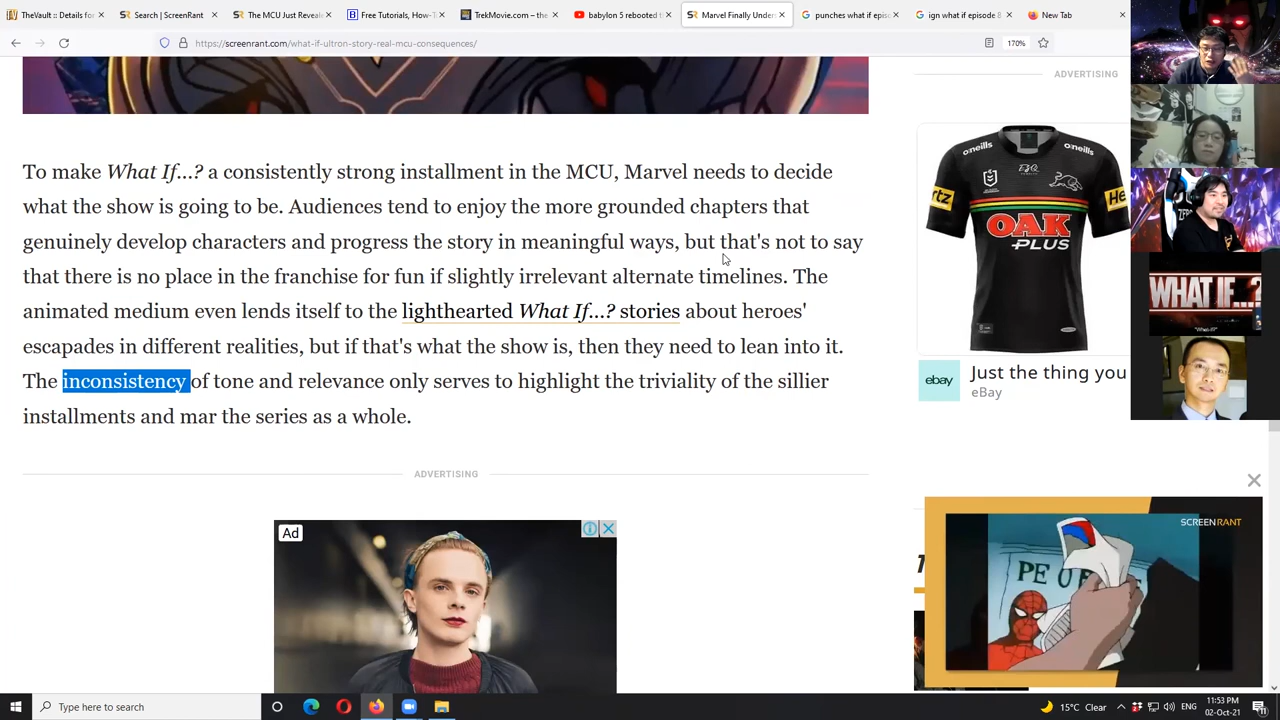 TheVault :: Details for
Search | ScreenRant
The MCU Just Reveal
Free Tutorials, How-T
TrekMovie.com – the
babylon 5 rebooted t
Marvel Finally Under
punches what if epis
ign what if episode 8
New Tab
https://screenrant.com/what-if-ultron-story-real-mcu-consequences/
170%
ADVERTISING
To make What If...? a consistently strong installment in the MCU, Marvel needs to decide
what the show is going to be. Audiences tend to enjoy the more grounded chapters that
genuinely develop characters and progress the story in meaningful ways, but that's not to say
that there is no place in the franchise for fun if slightly irrelevant alternate timelines. The
animated medium even lends itself to the lighthearted What If...? stories about heroes'
escapades in different realities, but if that's what the show is, then they need to lean into it.
The inconsistency of tone and relevance only serves to highlight the triviality of the sillier
installments and mar the series as a whole.
ADVERTISING
Ad
oneills
oneills
OAK
PLUS
ebay
Just the thing you
eBay
WHAT IF...?
SCREENRANT
Type here to search
15°C Clear
ENG
11:53 PM
02-Oct-21